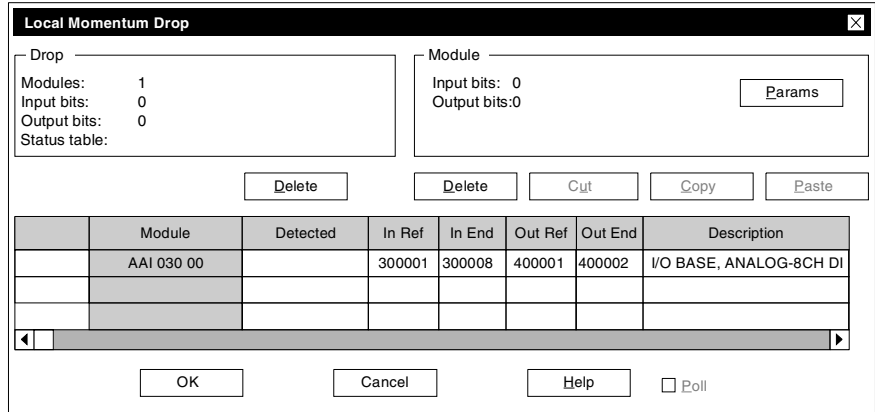 Local Momentum Drop
Drop
Modules: 1
Input bits: 0
Output bits: 0
Status table:
Module
Input bits: 0
Output bits:0
Params
Delete
Delete
Cut
Copy
Paste
Module Detected In Ref In End Out Ref Out End Description
AAI 030 00 300001 300008 400001 400002 I/O BASE, ANALOG-8CH DI
OK
Cancel
Help
Poll